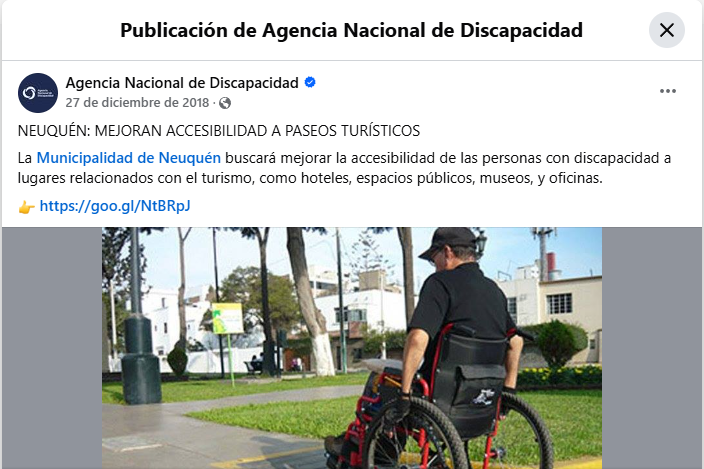 Publicación de Agencia Nacional de Discapacidad
Agencia Nacional de Discapacidad
27 de diciembre de 2018 ·
NEUQUÉN: MEJORAN ACCESIBILIDAD A PASEOS TURÍSTICOS
La Municipalidad de Neuquén buscará mejorar la accesibilidad de las personas con discapacidad a
lugares relacionados con el turismo, como hoteles, espacios públicos, museos, y oficinas.
👉 https://goo.gl/NtBRpJ